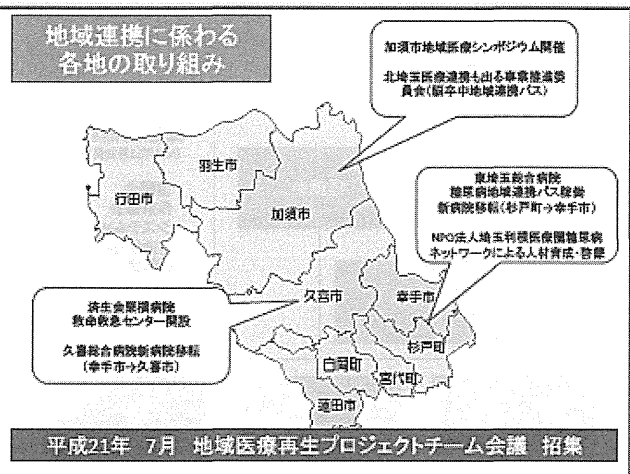 地域連携に係わる
各地の取り組み
加須市地域医療シンポジウム開催
北埼玉医療連携も出る事業推進委
員会(脳卒中地域連携パス)
羽生市
行田市
加須市
東埼玉総合病院
糖尿病地域連携パス
新病院移転(杉戸町→幸手市)
NPO法人埼玉利根医療圏糖尿病
ネットワークによる人材育成・啓発
久喜市
幸手市
済生会栗橋病院
救命救急センター開設
久喜総合病院新病院移転
(幸手市→久喜市)
杉戸町
白岡町
宮代町
蓮田市
平成21年 7月 地域医療再生プロジェクトチーム会議 招集